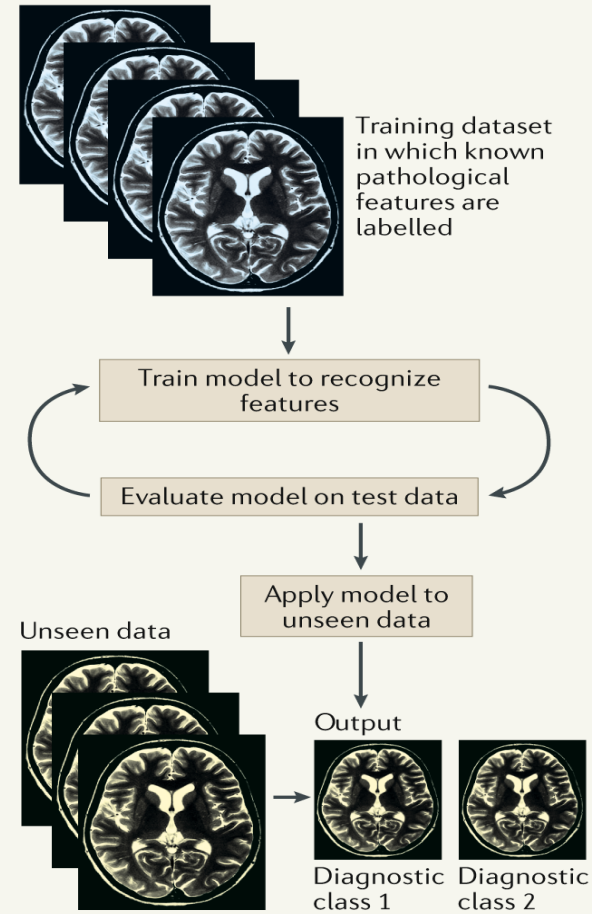 Training dataset
in which known
pathological
features are
labelled
Train model to recognize
features
Evaluate model on test data
Apply model to
unseen data
Unseen data
Output
Diagnostic
class 1
Diagnostic
class 2